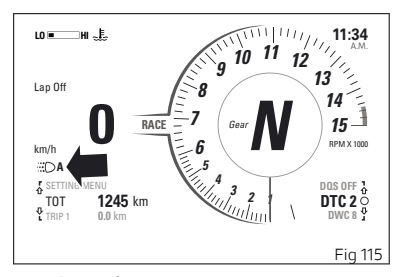 LO HI
11:34
A.M.
Lap Off
0
km/h
A
RACE
Gear
N
1
2
3
4
5
6
7
8
9
10
11
12
13
14
15
RPM X 1000
SETTING MENU
TOT 1245 km
TRIP 1 0.0 km
DQS OFF
DTC 2
DWC 8
Fig 115